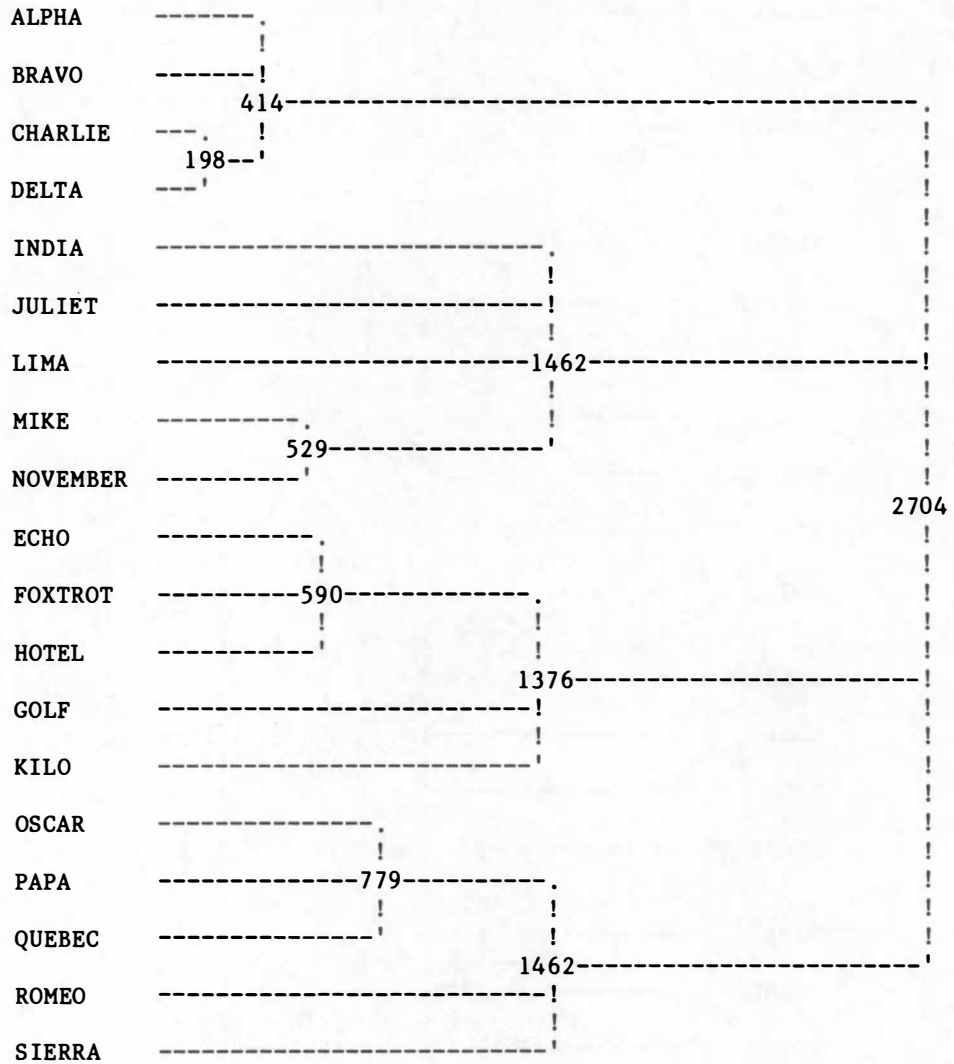 ALPHA
BRAVO
414
CHARLIE
198
DELTA
INDIA
JULIET
LIMA 1462
MIKE
529
NOVEMBER
2704
ECHO
FOXTROT 590
HOTEL
1376
GOLF
KILO
OSCAR
PAPA 779
QUEBEC
1462
ROMEO
SIERRA